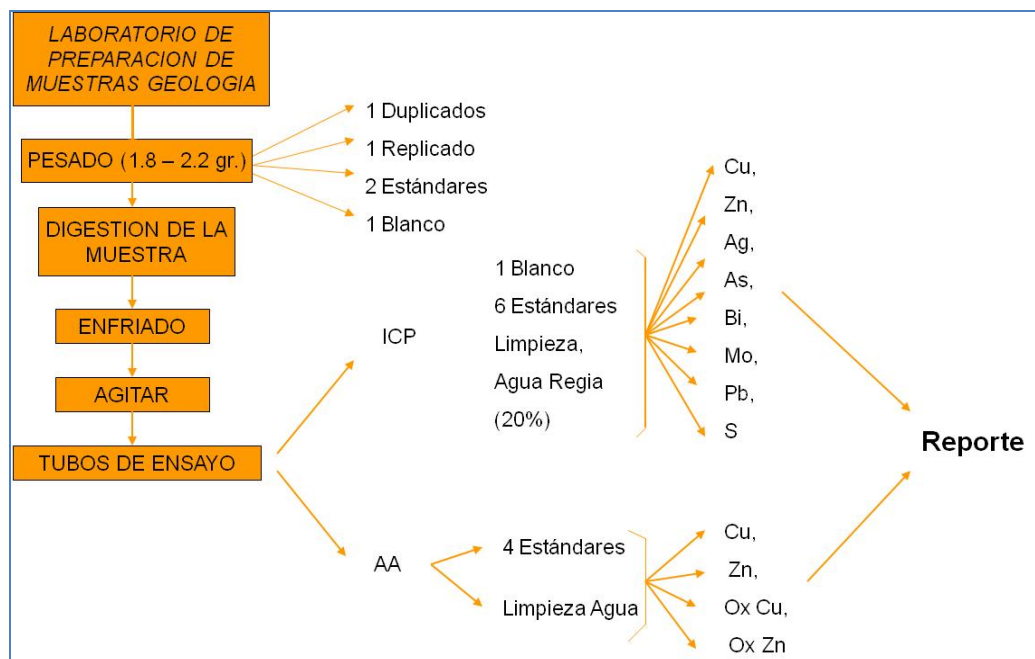 LABORATORIO DE
PREPARACION DE
MUESTRAS GEOLOGIA
PESADO (1.8 – 2.2 gr.)
1 Duplicados
1 Replicado
2 Estándares
1 Blanco
DIGESTION DE LA
MUESTRA
ENFRIADO
AGITAR
TUBOS DE ENSAYO
ICP
1 Blanco
6 Estándares
Limpieza,
Agua Regia
(20%)
Cu,
Zn,
Ag,
As,
Bi,
Mo,
Pb,
S
AA
4 Estándares
Limpieza Agua
Cu,
Zn,
Ox Cu,
Ox Zn
Reporte